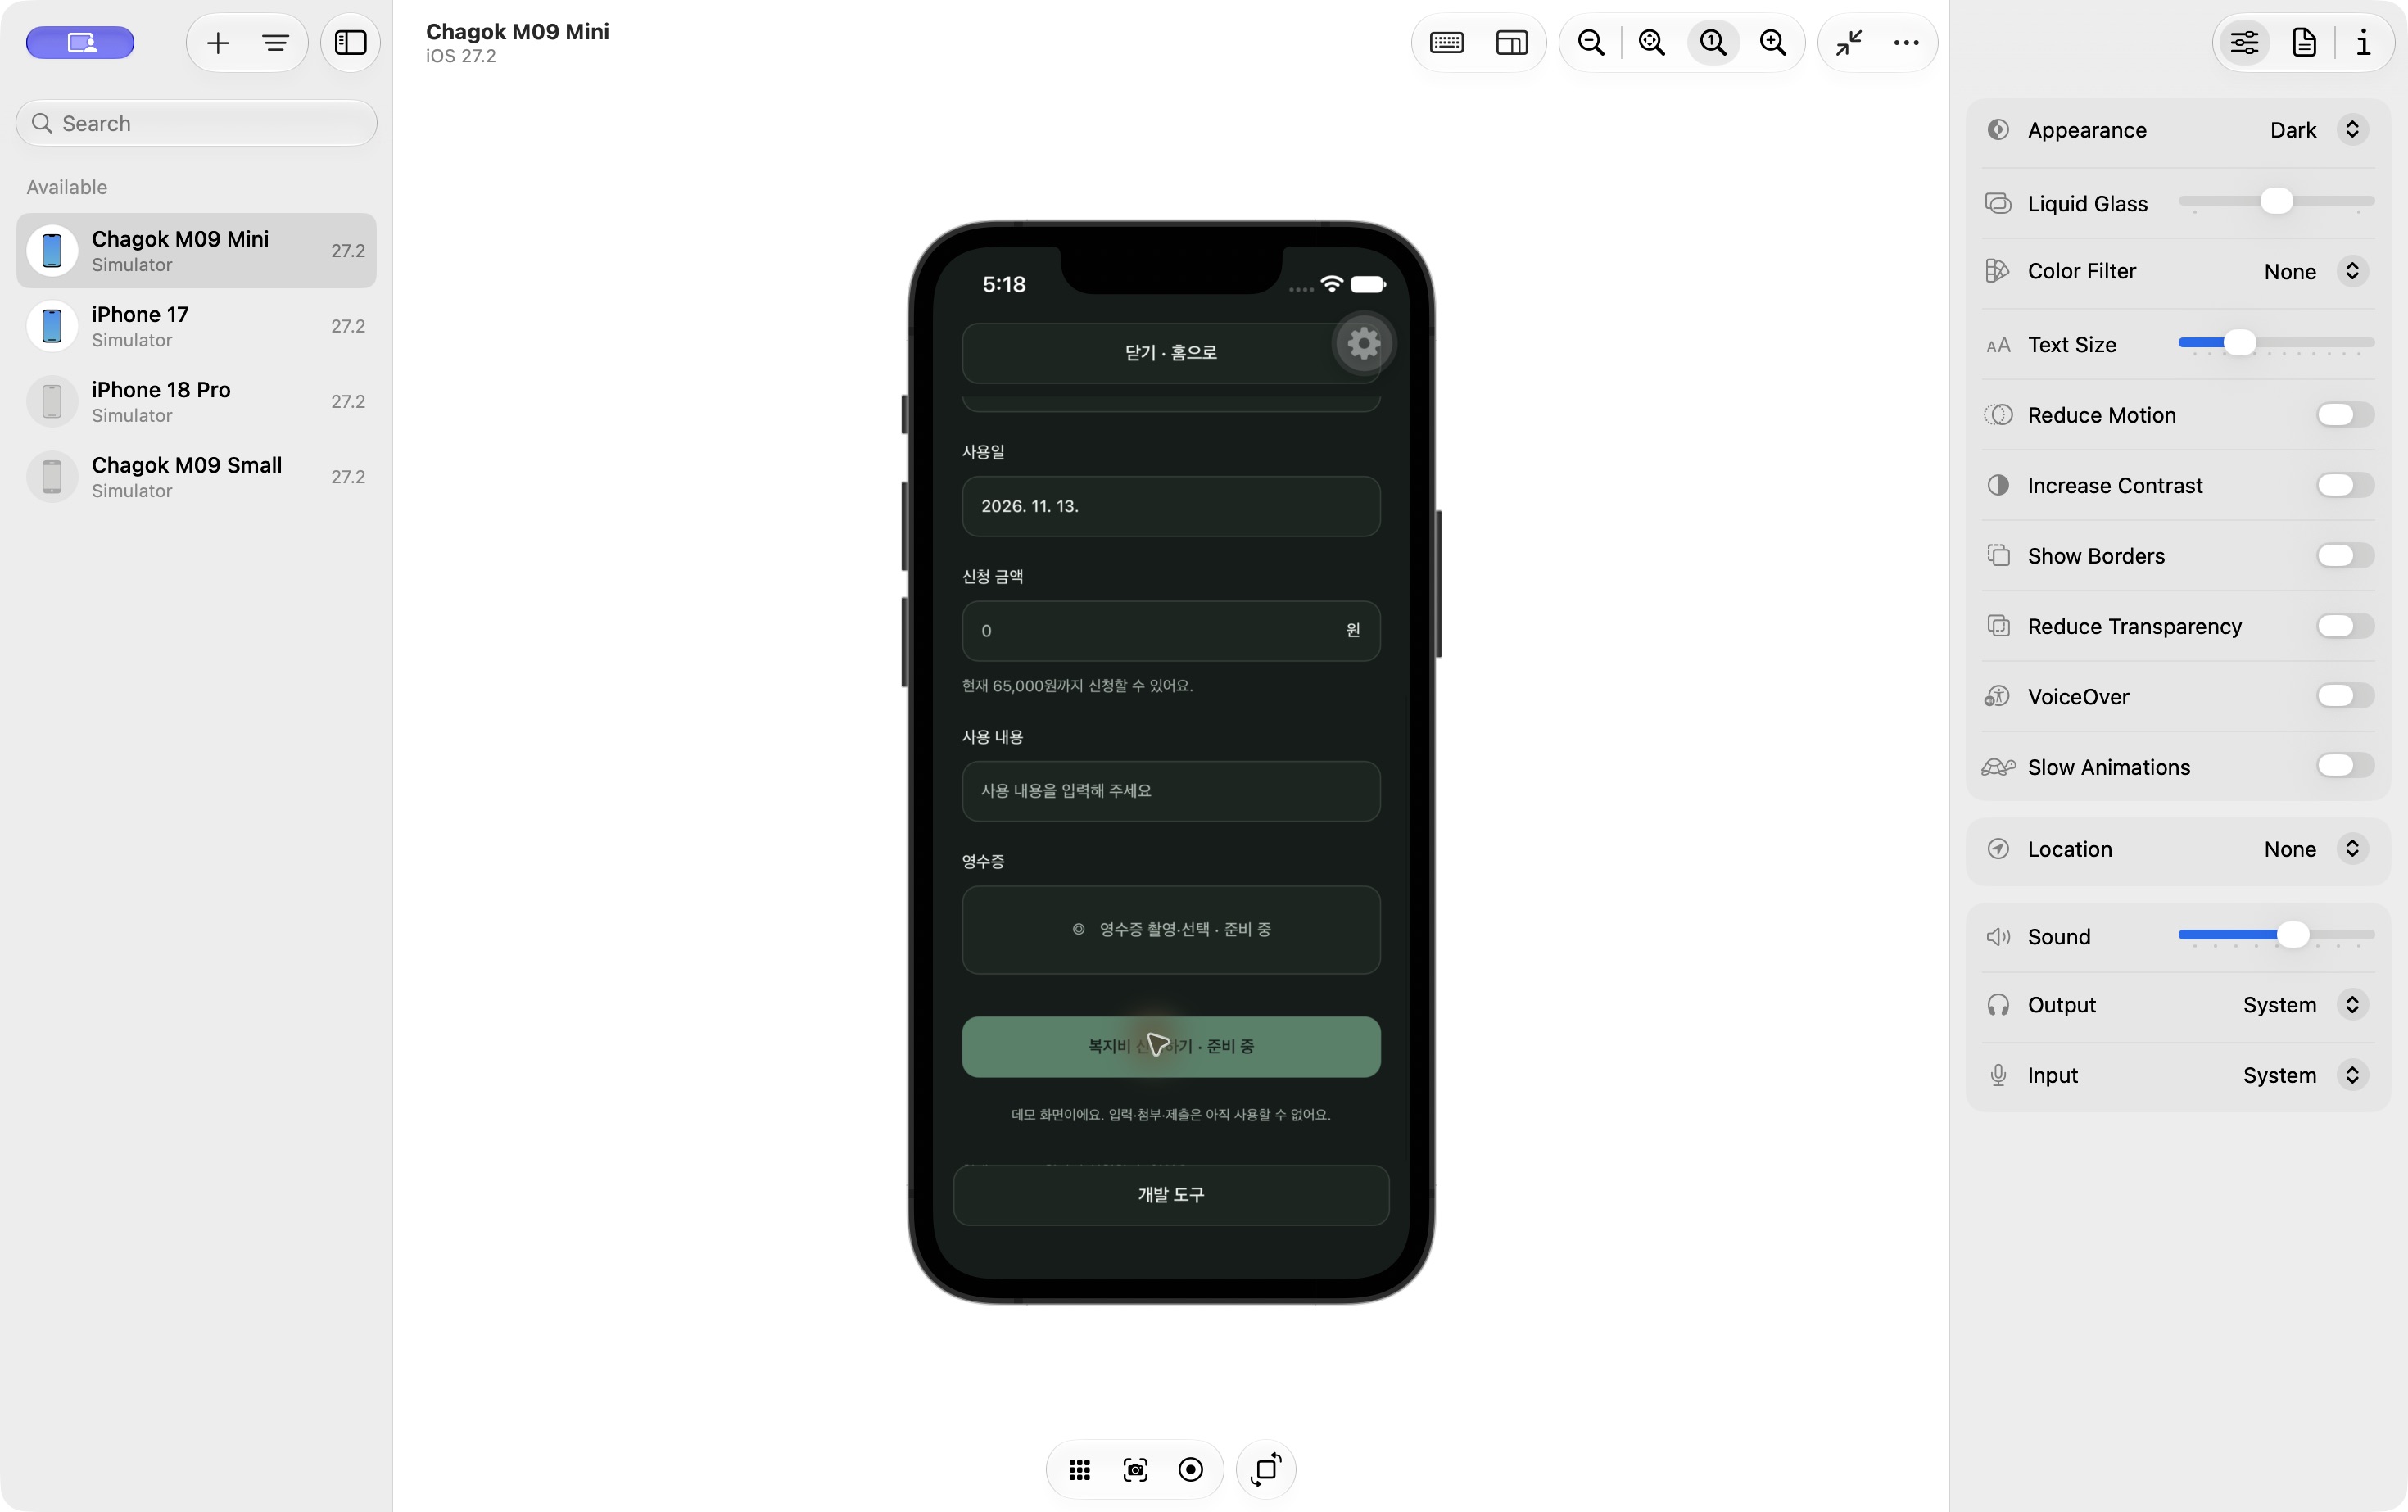 Search
Available
Chagok M09 Mini
Simulator
27.2
iPhone 17
Simulator
27.2
iPhone 18 Pro
Simulator
27.2
Chagok M09 Small
Simulator
27.2
Chagok M09 Mini
iOS 27.2
5:18
닫기 · 홈으로
사용일
2026. 11. 13.
신청 금액
0 원
현재 65,000원까지 신청할 수 있어요.
사용 내용
사용 내용을 입력해 주세요
영수증
영수증 촬영·선택 · 준비 중
복지비 · 준비 중
데모 화면이에요. 입력·첨부·제출은 아직 사용할 수 없어요.
개발 도구
Appearance Dark
Liquid Glass
Color Filter None
AA Text Size
Reduce Motion
Increase Contrast
Show Borders
Reduce Transparency
VoiceOver
Slow Animations
Location None
Sound
Output System
Input System